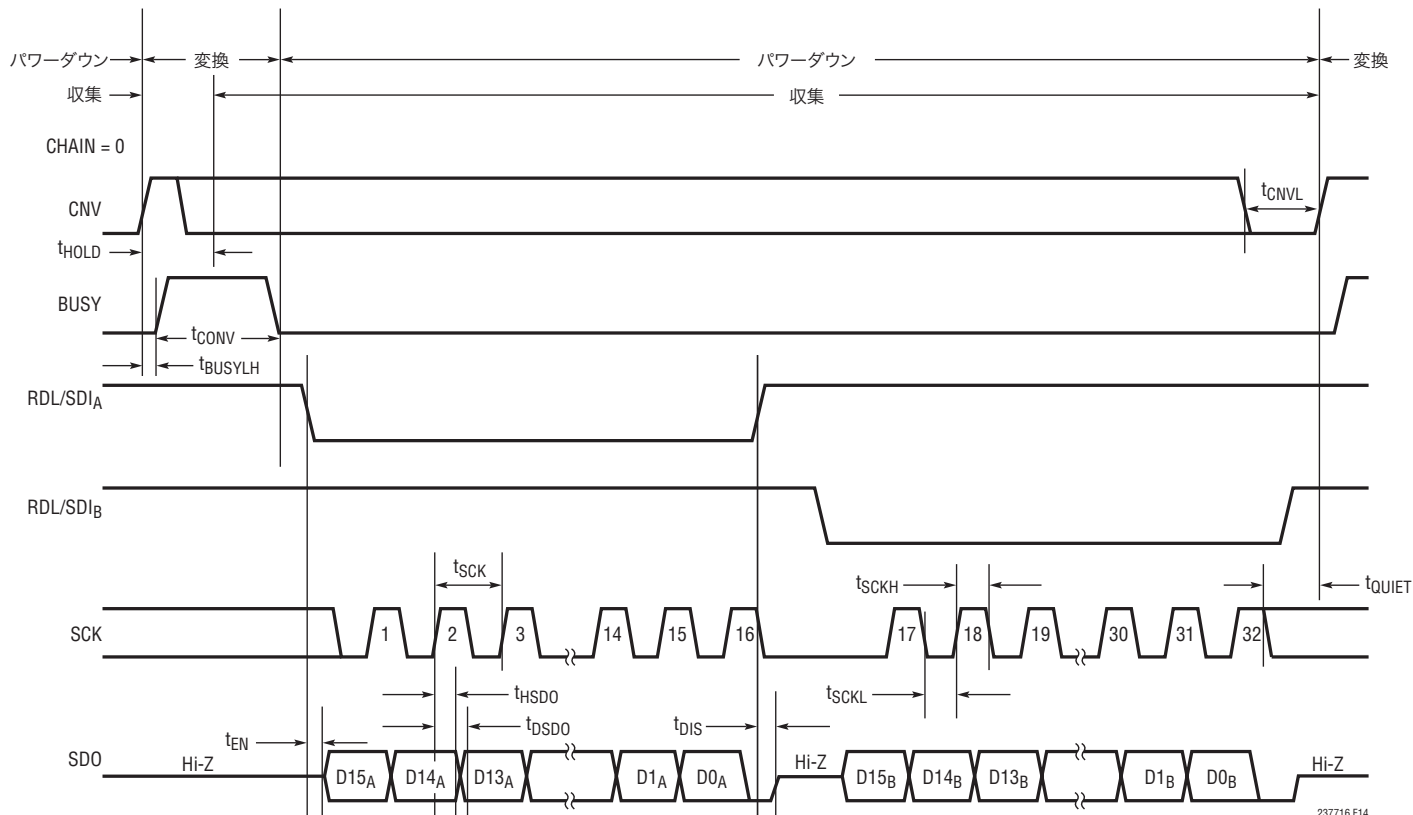 パワーダウン 変換 パワーダウン 変換
収集 収集
CHAIN = 0
CNV tCNVL
tHOLD
BUSY
tCONV
tBUSYLH
RDL/SDIA
RDL/SDIB
tSCK tSCKH tQUIET
SCK 1 2 3 14 15 16 17 18 19 30 31 32
tHSDO tSCKL
tDSDO tDIS
tEN
SDO Hi-Z D15A D14A D13A D1A D0A Hi-Z D15B D14B D13B D1B D0B Hi-Z
237716 F14